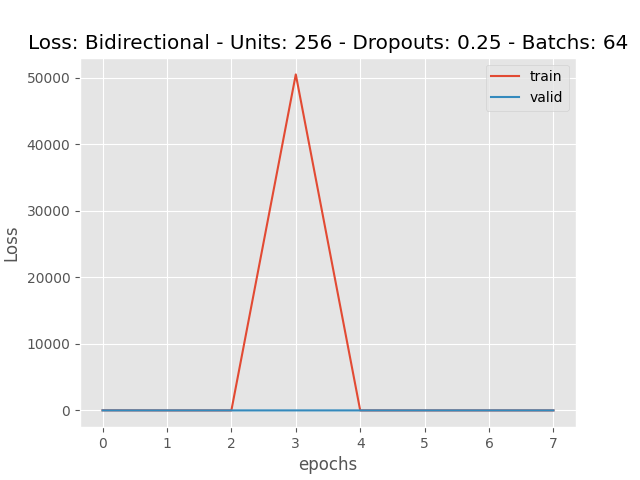 Loss: Bidirectional - Units: 256 - Dropouts: 0.25 - Batchs: 64
train
valid
50000
40000
30000
20000
10000
0
Loss
0 1 2 3 4 5 6 7
epochs